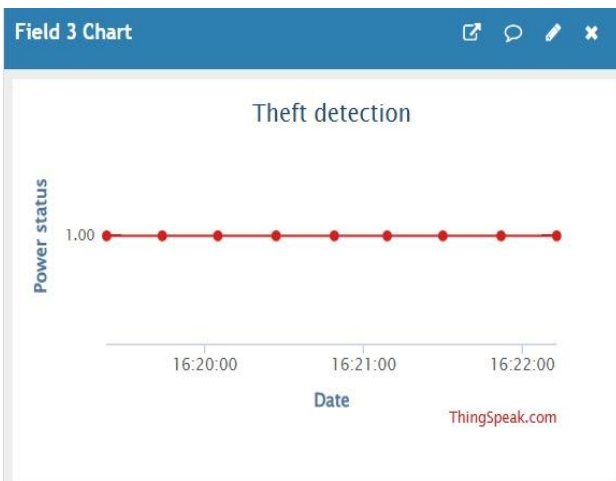 Field 3 Chart
Theft detection
Power status
1.00
16:20:00 16:21:00 16:22:00
Date
ThingSpeak.com